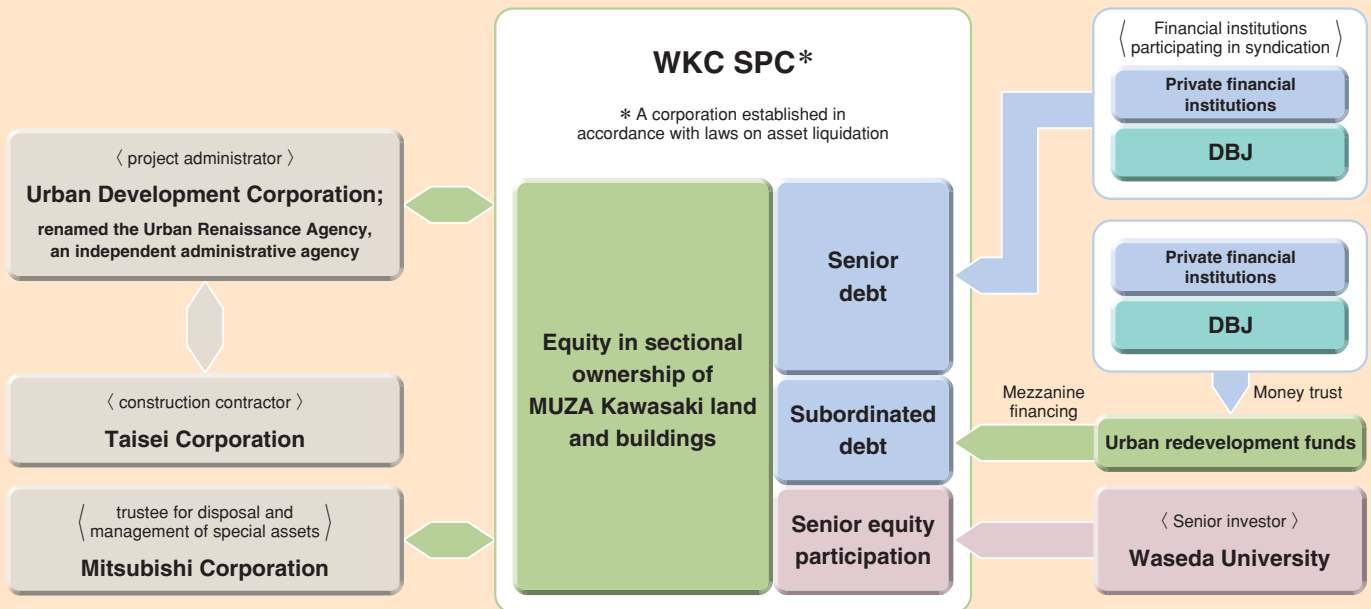 〈 project administrator 〉
Urban Development Corporation;
renamed the Urban Renaissance Agency,
an independent administrative agency
〈 construction contractor 〉
Taisei Corporation
〈 trustee for disposal and
management of special assets 〉
Mitsubishi Corporation
WKC SPC*
* A corporation established in
accordance with laws on asset liquidation
Equity in sectional
ownership of
MUZA Kawasaki land
and buildings
Senior
debt
Subordinated
debt
Senior equity
participation
〈 Financial institutions
participating in syndication 〉
Private financial
institutions
DBJ
Private financial
institutions
DBJ
Mezzanine
financing
Money trust
Urban redevelopment funds
〈 Senior investor 〉
Waseda University